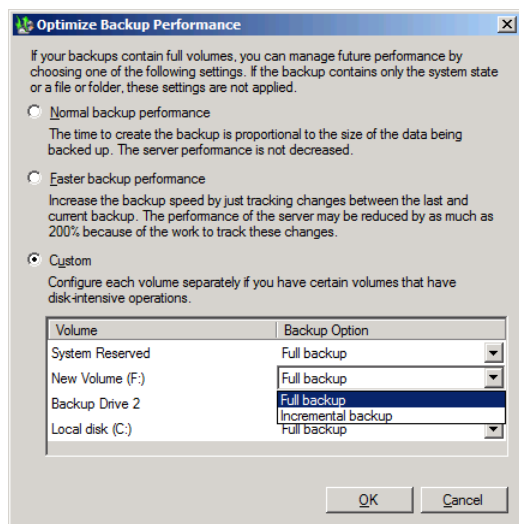 Optimize Backup Performance
If your backups contain full volumes, you can manage future performance by
choosing one of the following settings. If the backup contains only the system state
or a file or folder, these settings are not applied.
Normal backup performance
The time to create the backup is proportional to the size of the data being
backed up. The server performance is not decreased.
Faster backup performance
Increase the backup speed by just tracking changes between the last and
current backup. The performance of the server may be reduced by as much as
200% because of the work to track these changes.
Custom
Configure each volume separately if you have certain volumes that have
disk-intensive operations.
Volume Backup Option
System Reserved Full backup
New Volume (F:) Full backup
Full backup
Backup Drive 2
Incremental backup
Local disk (C:) Full backup
OK Cancel